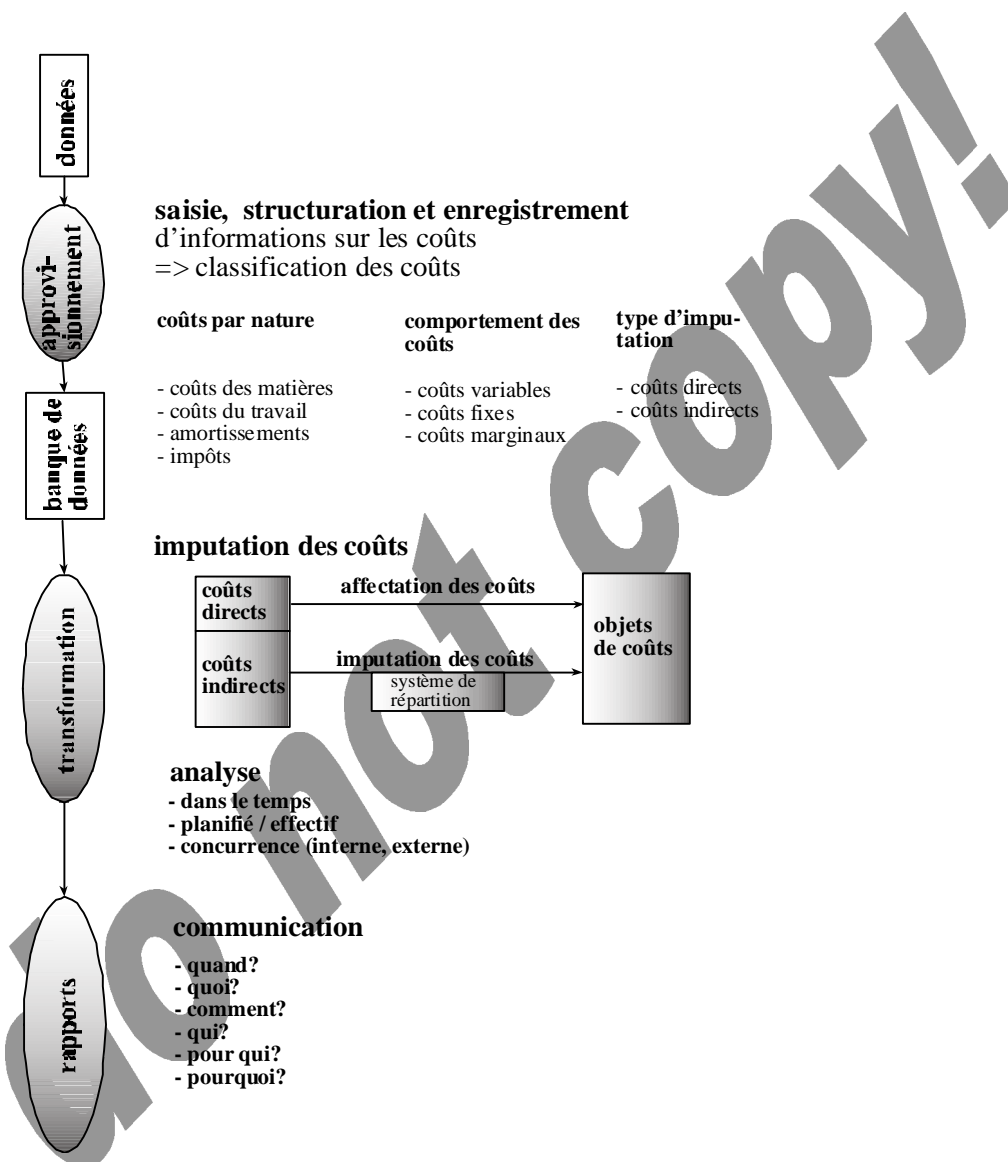 données
saisie, structuration et enregistrement
d'informations sur les coûts
=> classification des coûts
approvi-
sionnement
coûts par nature
- coûts des matières
- coûts du travail
- amortissements
- impôts
comportement des
coûts
- coûts variables
- coûts fixes
- coûts marginaux
type d'impu-
tation
- coûts directs
- coûts indirects
banque de
données
imputation des coûts
coûts
directs
affectation des coûts
coûts
indirects
imputation des coûts
système de
répartition
objets
de coûts
transformation
analyse
- dans le temps
- planifié / effectif
- concurrence (interne, externe)
communication
- quand?
- quoi?
- comment?
- qui?
- pour qui?
- pourquoi?
rapports
do not copy!